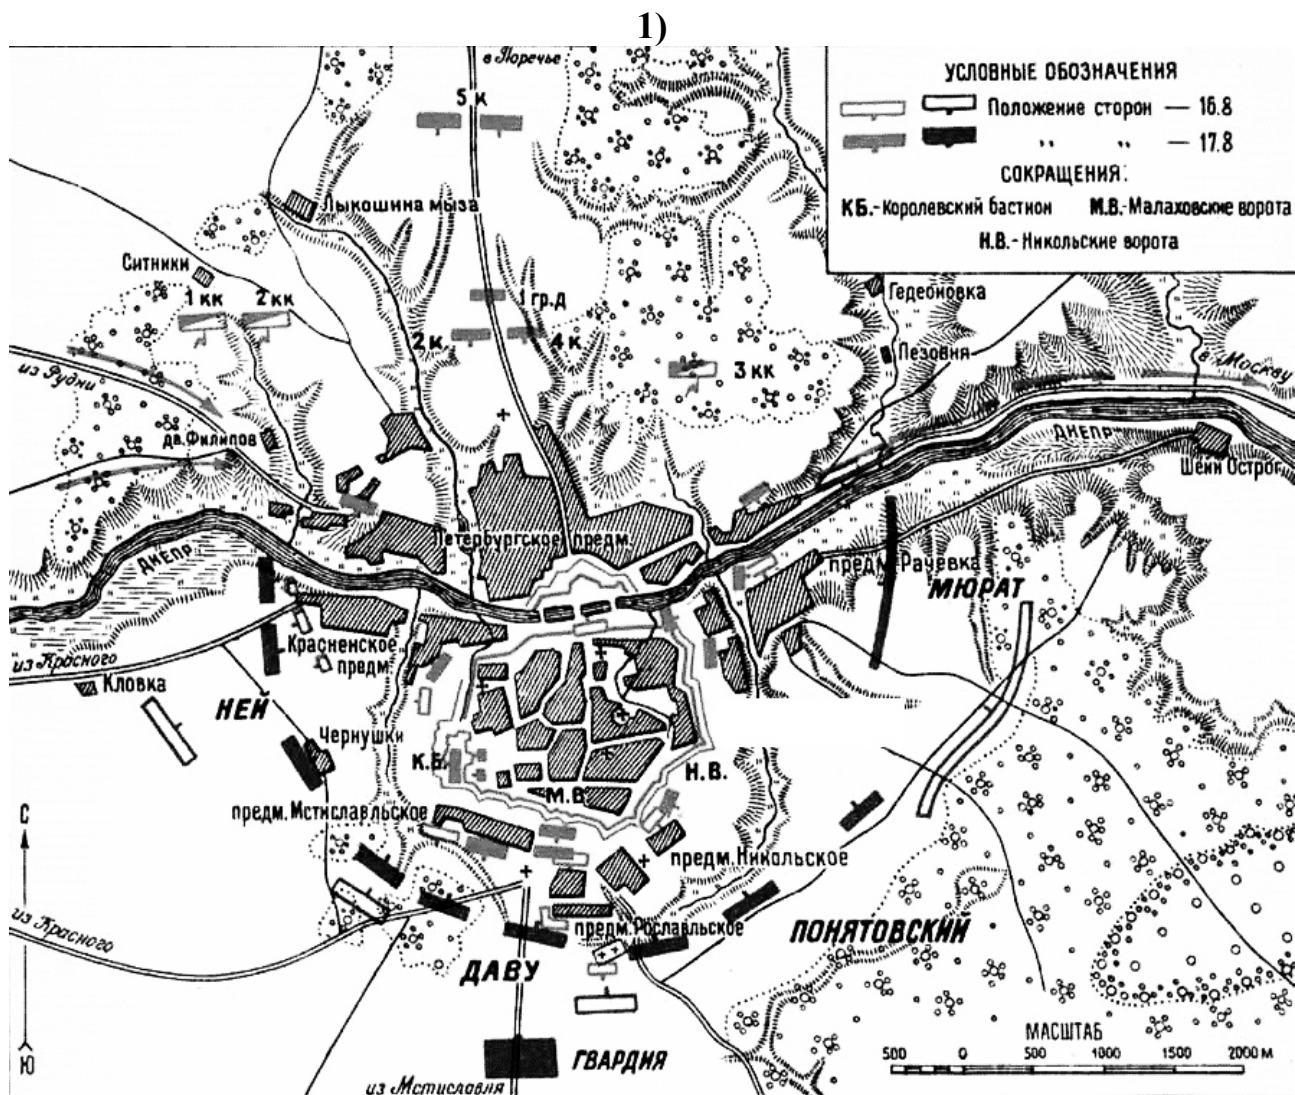 1)
в Поречье
УСЛОВНЫЕ ОБОЗНАЧЕНИЯ
Положение сторон — 16.8
„ „ — 17.8
СОКРАЩЕНИЯ:
КБ.-Королевский бастион М.В.-Малаховские ворота
Н.В.-Никольские ворота
5 к
Лыкошина мыза
Ситники
1 кк 2 кк
1 гр.д
2 к.
4 к.
3 кк
Гедеоновка
Пезовня
в Москву
из Рудни
дв. Филипов
ДНЕПР
Шеин Острог
Петербургское предм.
ДНЕПР
предм. Рачевка
МЮРАТ
из Красного
Красненское
предм.
Кловка
НЕЙ
Чернушки
К.Б.
Н.В.
М.В.
предм. Мстиславльское
предм. Никольское
С
Ю
из Красного
предм. Рославльское
ПОНЯТОВСКИЙ
ДАВУ
ГВАРДИЯ
из Мстиславля
МАСШТАБ
500 0 500 1000 1500 2000 м